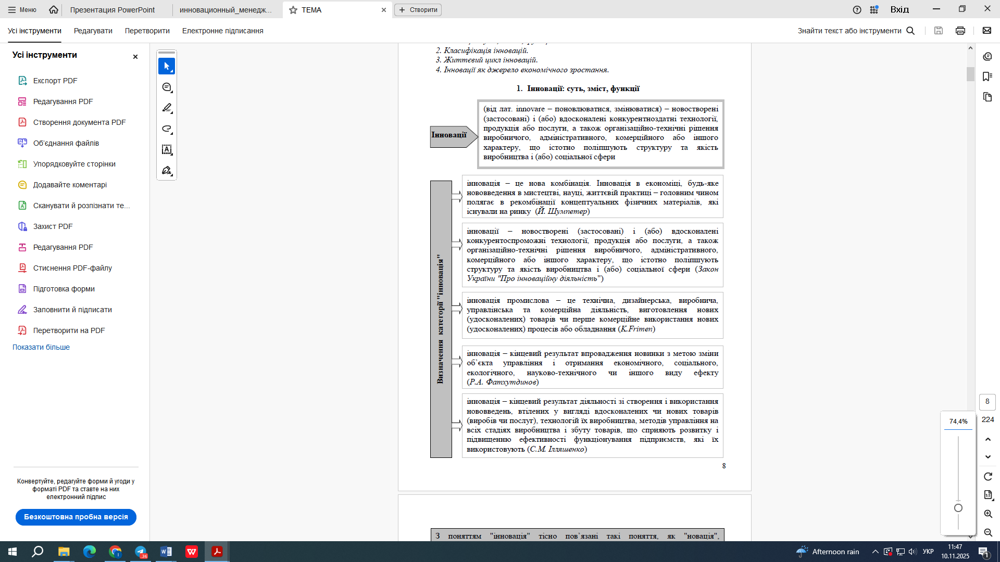 Меню
Презентация PowerPoint
инновационный_менедж...
ТЕМА
Створити
Вхід
Усі інструменти
Редагувати
Перетворити
Електронне підписання
Знайти текст або інструменти
Усі інструменти
Експорт PDF
Редагування PDF
Створення документа PDF
Об'єднання файлів
Упорядковуйте сторінки
Додавайте коментарі
Сканувати й розпізнати те...
Захист PDF
Редагування PDF
Стиснення PDF-файлу
Підготовка форми
Заповнити й підписати
Перетворити на PDF
Показати більше
Конвертуйте, редагуйте форми й угоди у
форматі PDF та ставте на них
електронний підпис
Безкоштовна пробна версія
2. Класифікація інновацій.
3. Життєвий цикл інновацій.
4. Інновації як джерело економічного зростання.
1. Інновації: суть, зміст, функції
Інновації
(від лат. innovare – поновлюватися, змінюватися) – новостворені
(застосовані) і (або) вдосконалені конкурентноздатні технології,
продукція або послуги, а також організаційно-технічні рішення
виробничого, адміністративного, комерційного або іншого
характеру, що істотно поліпшують структуру та якість
виробництва і (або) соціальної сфери
Визначення категорії "інновація"
інновація – це нова комбінація. Інновація в економіці, будь-яке
нововведення в мистецтві, науці, життєвій практиці – головним чином
полягає в рекомбінації концептуальних фізичних матеріалів, які
існували на ринку (Й. Шумпетер)
інновації – новостворені (застосовані) і (або) вдосконалені
конкурентоспроможні технології, продукція або послуги, а також
організаційно-технічні рішення виробничого, адміністративного,
комерційного або іншого характеру, що істотно поліпшують
структуру та якість виробництва і (або) соціальної сфери (Закон
України "Про інноваційну діяльність")
інновація промислова – це технічна, дизайнерська, виробнича,
управлінська та комерційна діяльність, виготовлення нових
(удосконалених) товарів чи перше комерційне використання нових
(удосконалених) процесів або обладнання (K.Frimen)
інновація – кінцевий результат впровадження новинки з метою зміни
об'єкта управління і отримання економічного, соціального,
екологічного, науково-технічного чи іншого виду ефекту
(Р.А. Фатхутдинов)
інновація – кінцевий результат діяльності зі створення і використання
нововведень, втілених у вигляді вдосконалених чи нових товарів
(виробів чи послуг), технологій їх виробництва, методів управління на
всіх стадіях виробництва і збуту товарів, що сприяють розвитку і
підвищенню ефективності функціонування підприємств, які їх
використовують (С.М. Ілляшенко)
8
З поняттям "інновація" тісно пов'язані такі поняття, як "новація",
8
224
74,4%
1:1
.36
Afternoon rain
УКР
11:47
10.11.2025
1